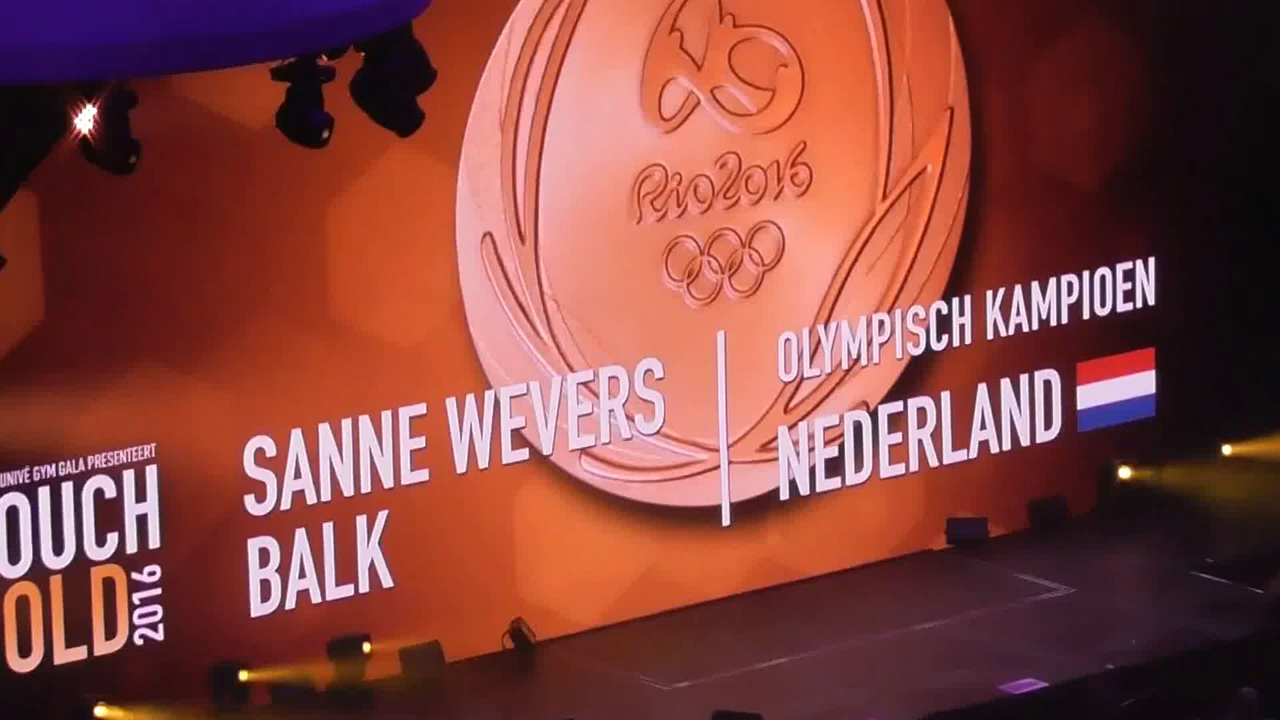 Rio2016
OLYMPISCH KAMPIOEN
NEDERLAND
SANNE WEVERS
BALK
UNIVÉ GYM GALA PRESENTEERT
OUCH
OLD
2016